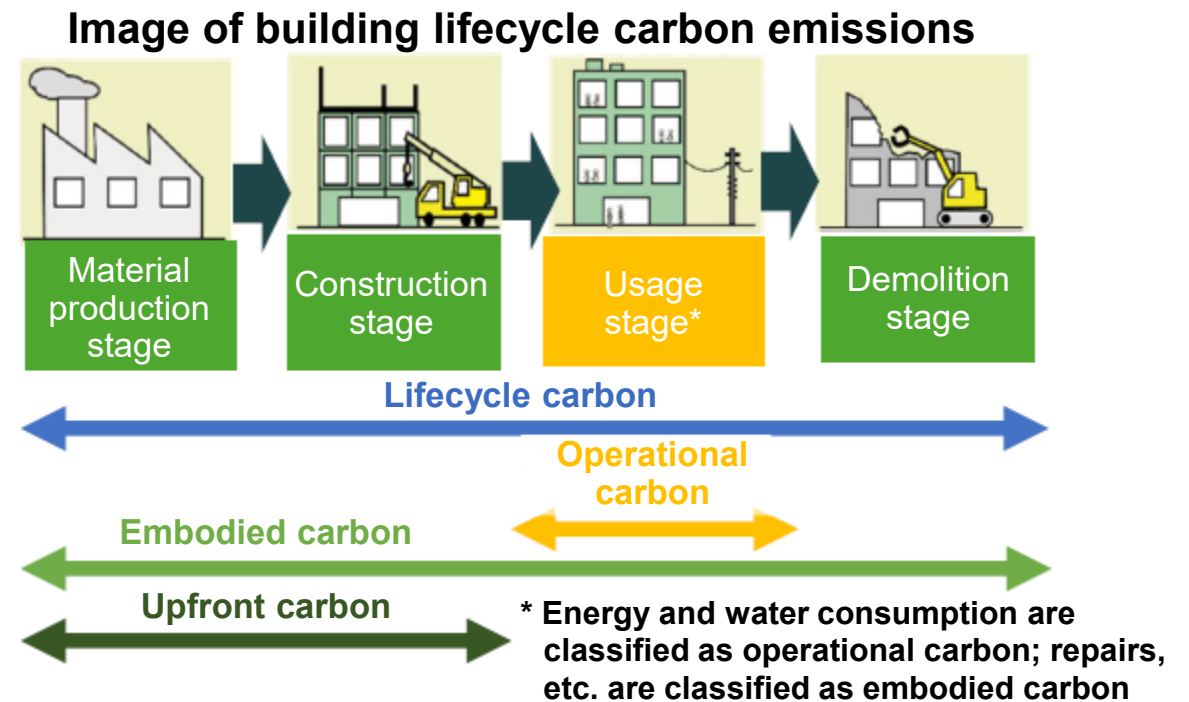 Image of building lifecycle carbon emissions
Material
production
stage
Construction
stage
Usage
stage*
Demolition
stage
Lifecycle carbon
Operational
carbon
Embodied carbon
Upfront carbon
* Energy and water consumption are
classified as operational carbon; repairs,
etc. are classified as embodied carbon